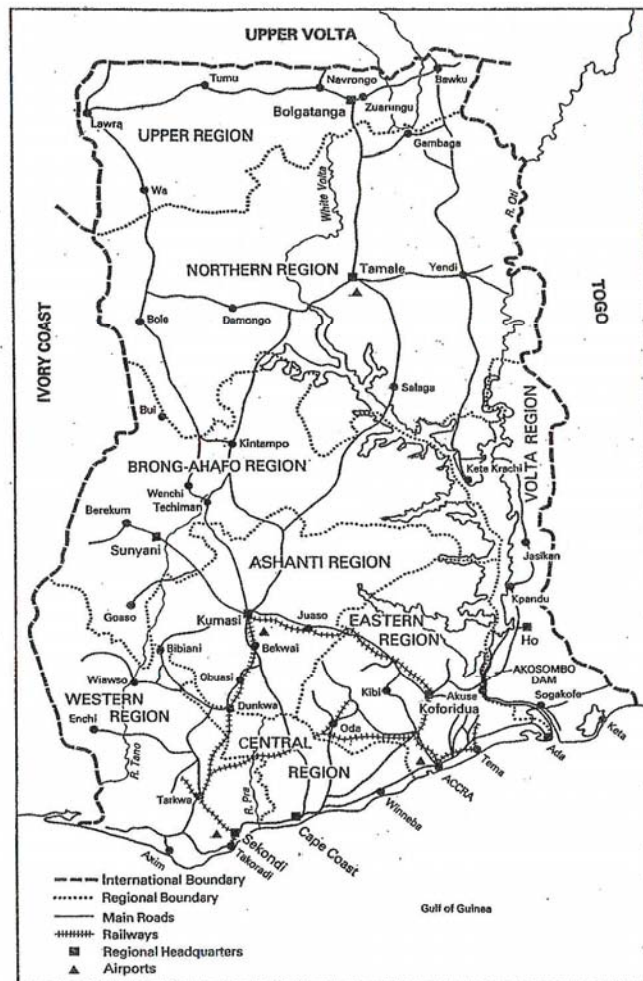 UPPER VOLTA
Tumu
Navrongo
Bawku
Zuarungu
Bolgatanga
Lawra
UPPER REGION
Gambaga
Wa
White Volta
R. Oti
NORTHERN REGION
Tamale
Yendi
TOGO
Bole
Damongo
IVORY COAST
Salaga
Bui
Kintampo
VOLTA REGION
BRONG-AHAFO REGION
Kete Krachi
Wenchi
Techiman
Berekum
Sunyani
Jasikan
ASHANTI REGION
Kpandu
Goaso
Kumasi
Juaso
EASTERN
REGION
Ho
Bibiani
Bekwai
AKOSOMBO
DAM
Wiawso
Obuasi
Kibi
Akuse
Sogakofe
WESTERN
REGION
Dunkwa
Koforidua
Enchi
Oda
Keta
CENTRAL
REGION
Ada
R. Tano
Tema
ACCRA
Tarkwa
R. Pra
Winneba
Cape Coast
Sekondi
Axim
Takoradi
International Boundary
Regional Boundary
Gulf of Guinea
Main Roads
Railways
Regional Headquarters
Airports